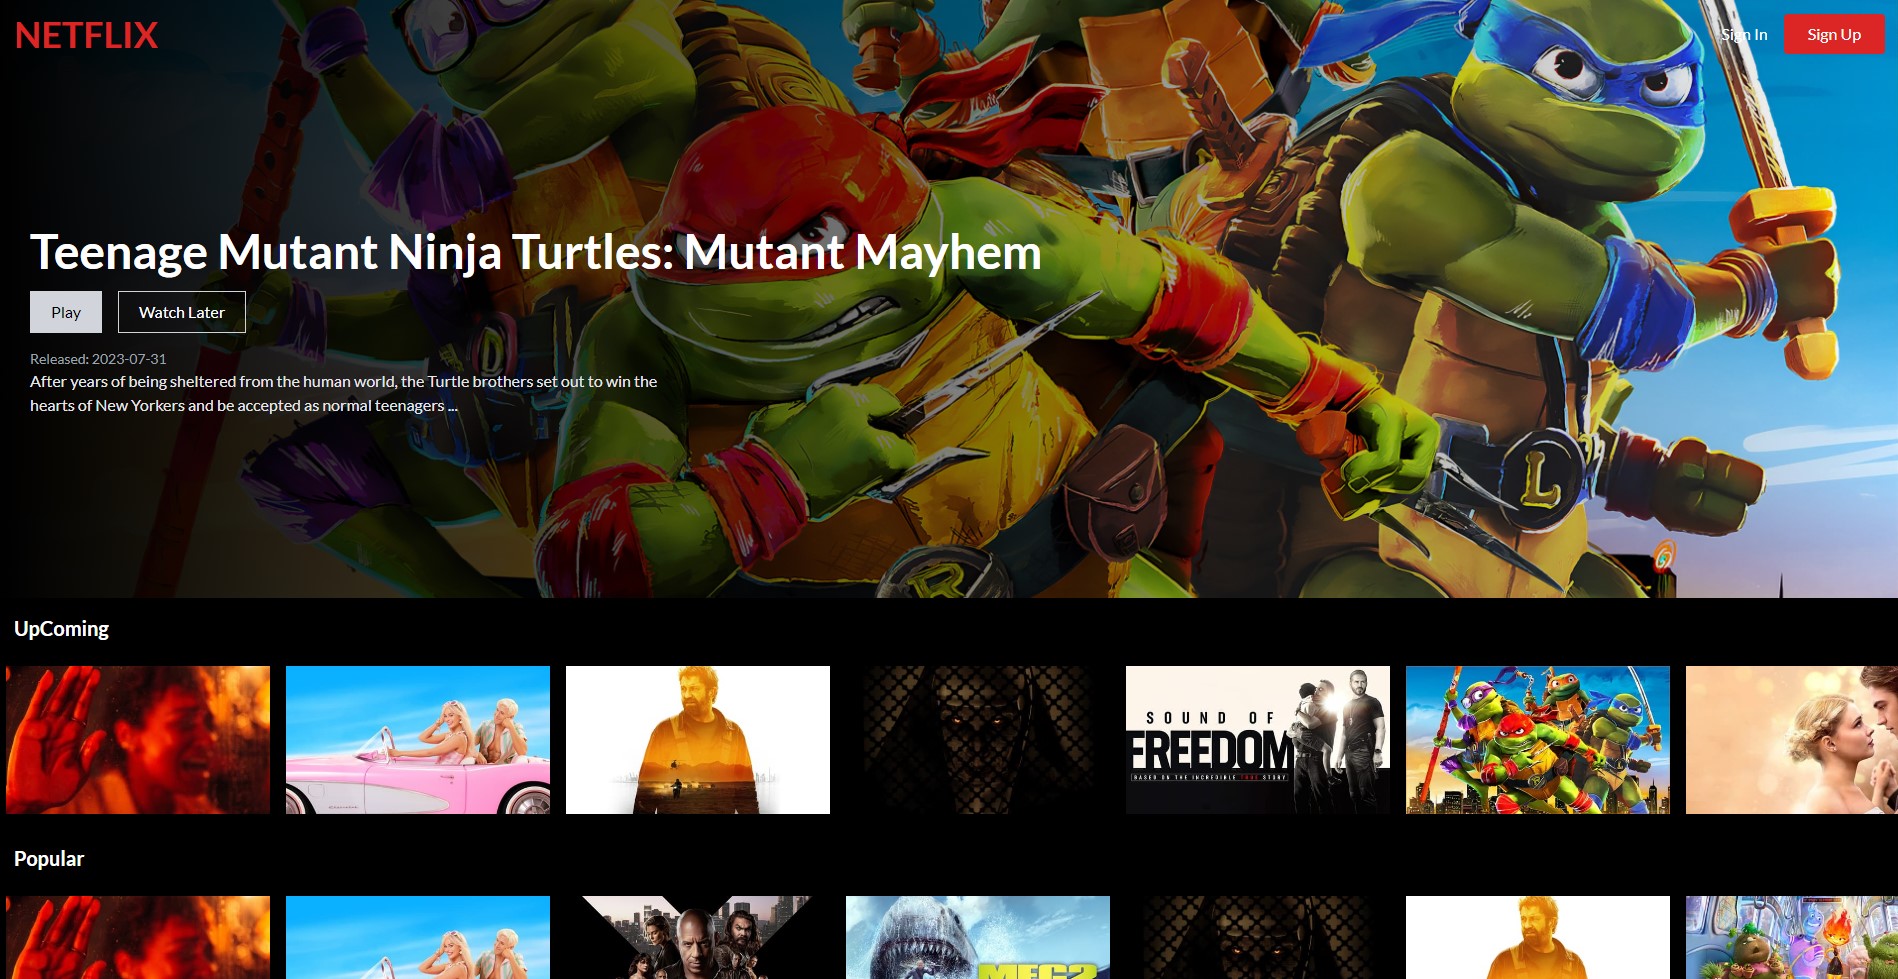 NETFLIX
Sign In
Sign Up
Teenage Mutant Ninja Turtles: Mutant Mayhem
Play
Watch Later
Released: 2023-07-31
After years of being sheltered from the human world, the Turtle brothers set out to win the
hearts of New Yorkers and be accepted as normal teenagers ...
D
R
L
R
UpComing
SOUND OF
FREEDOM
BASED ON THE INCREDIBLE TRUE STORY
Popular
MEG2